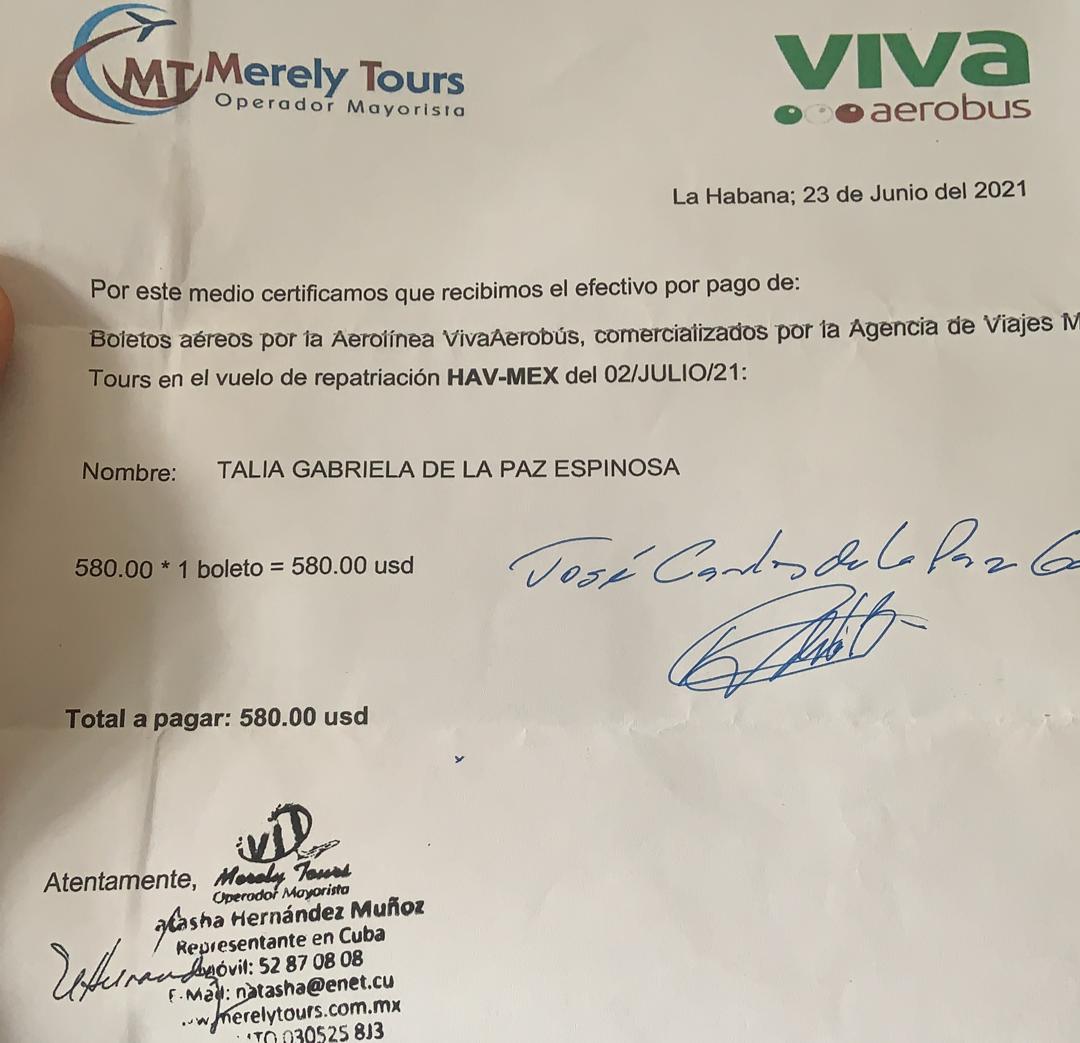 MT Merely Tours
Operador Mayorista
viva
aerobus
La Habana; 23 de Junio del 2021
Por este medio certificamos que recibimos el efectivo por pago de:
Boletos aéreos por la Aerolínea VivaAerobús, comercializados por la Agencia de Viajes M
Tours en el vuelo de repatriación HAV-MEX del 02/JULIO/21:
Nombre: TALIA GABRIELA DE LA PAZ ESPINOSA
580.00 * 1 boleto = 580.00 usd
José Carlos de la Paz
Total a pagar: 580.00 usd
Atentamente,
Merely Tours
Operador Mayorista
Hernández Muñoz
Representante en Cuba
móvil: 52 87 08 08
E-Mail: natasha@enet.cu
merelytours.com.mx
030525 8J3